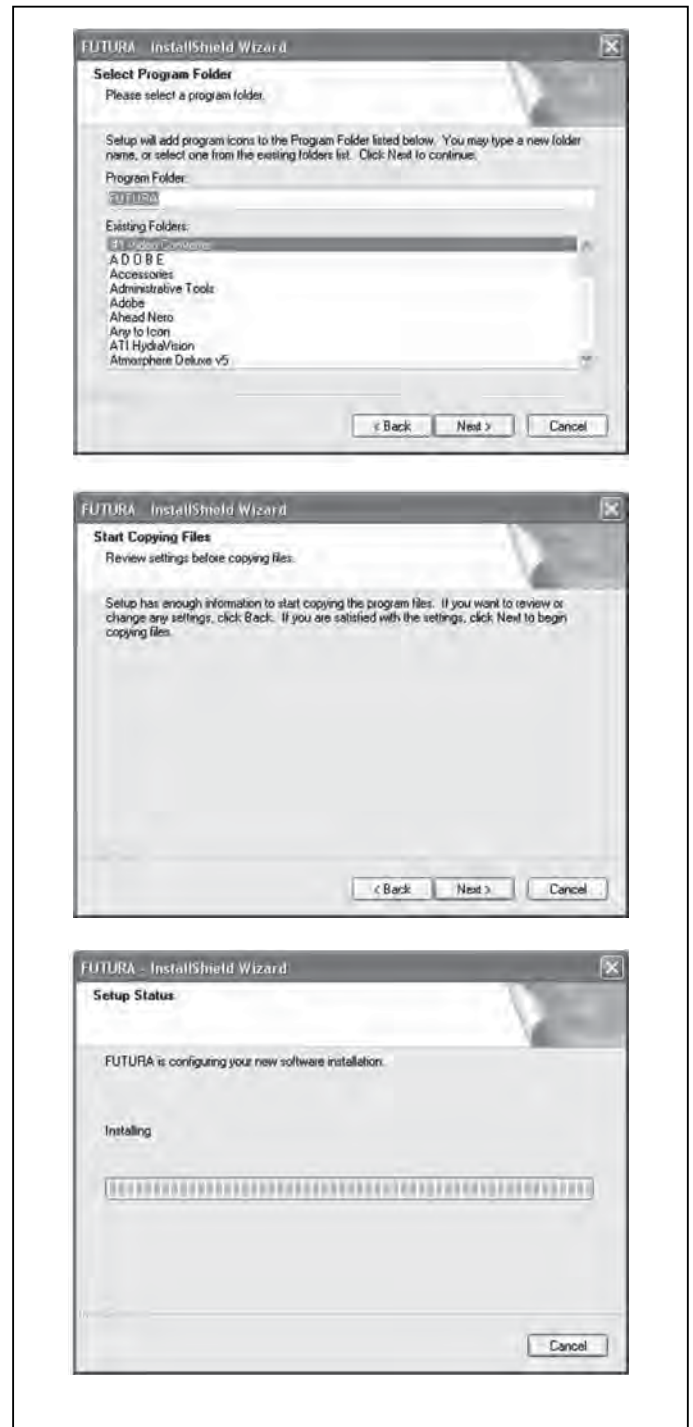 FUTURA - InstallShield Wizard
Select Program Folder
Please select a program folder.
Setup will add program icons to the Program Folder listed below. You may type a new folder
name, or select one from the existing folders list. Click Next to continue.
Program Folder:
FUTURA
Existing Folders:
#1 Video Converter
A D O B E
Accessories
Administrative Tools
Adobe
Ahead Nero
Any to Icon
ATI HydraVision
Atmosphere Deluxe v5
< Back
Next >
Cancel
FUTURA - InstallShield Wizard
Start Copying Files
Review settings before copying files.
Setup has enough information to start copying the program files. If you want to review or
change any settings, click Back. If you are satisfied with the settings, click Next to begin
copying files.
< Back
Next >
Cancel
FUTURA - InstallShield Wizard
Setup Status
FUTURA is configuring your new software installation.
Installing
Cancel